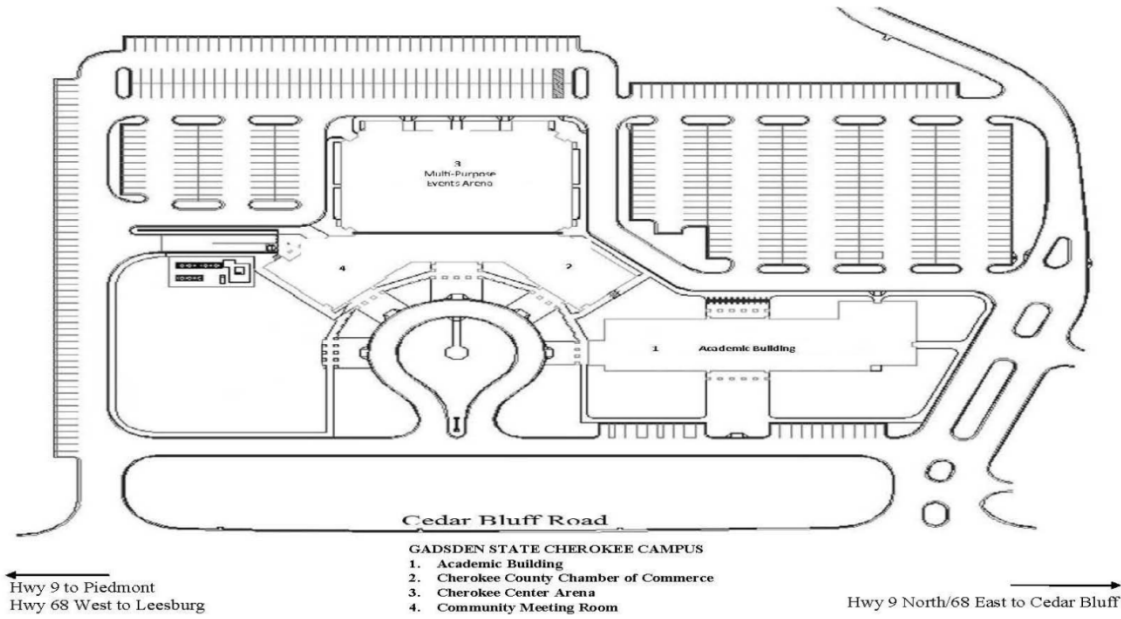 3
Multi-Purpose
Events Arena
4
2
1 Academic Building
Cedar Bluff Road
GADSDEN STATE CHEROKEE CAMPUS
1. Academic Building
2. Cherokee County Chamber of Commerce
3. Cherokee Center Arena
4. Community Meeting Room
Hwy 9 to Piedmont
Hwy 68 West to Leesburg
Hwy 9 North/68 East to Cedar Bluff